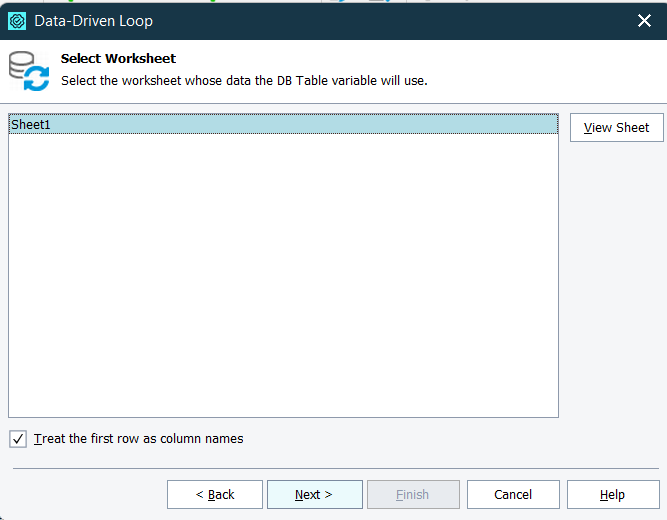 Data-Driven Loop
Select Worksheet
Select the worksheet whose data the DB Table variable will use.
Sheet1
View Sheet
Treat the first row as column names
< Back
Next >
Finish
Cancel
Help